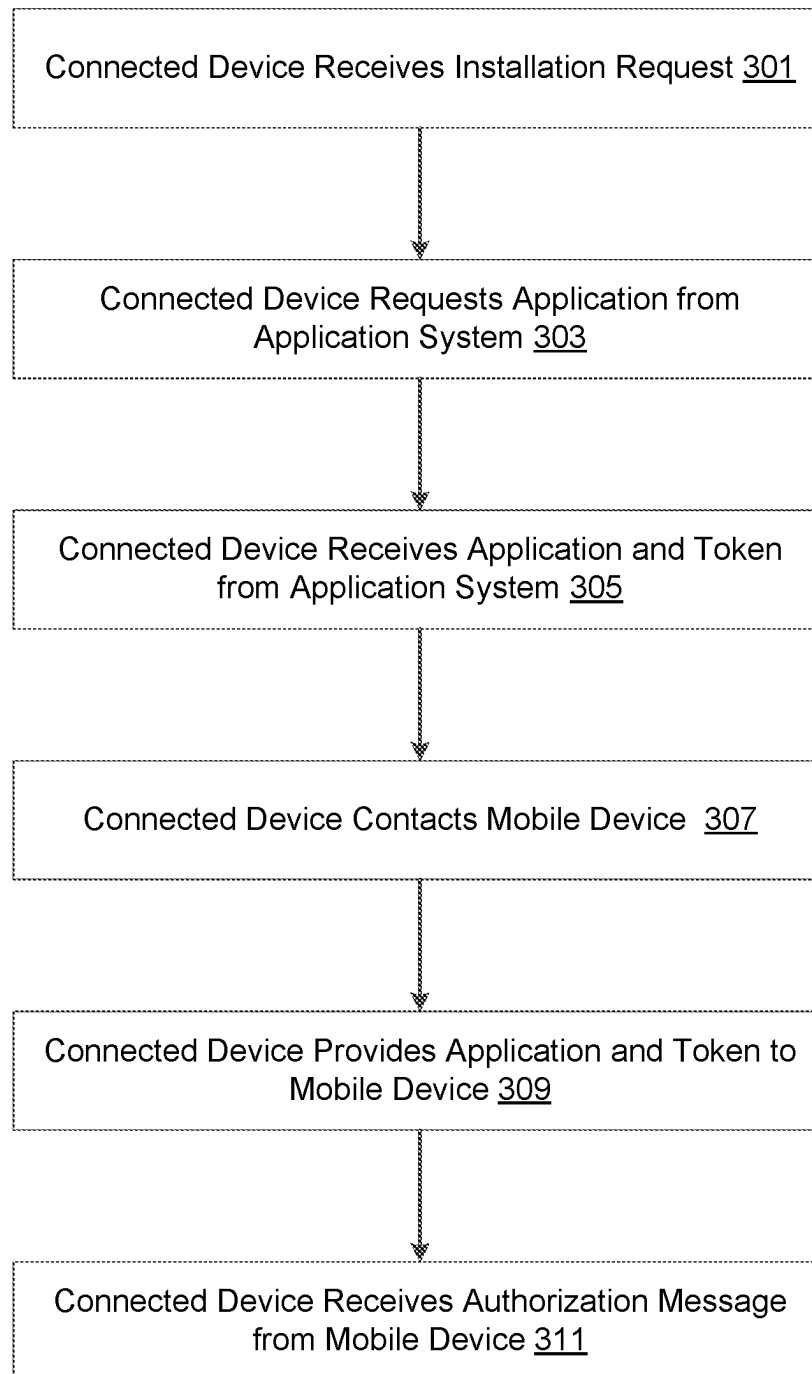 Connected Device Receives Installation Request 301
Connected Device Requests Application from
Application System 303
Connected Device Receives Application and Token
from Application System 305
Connected Device Contacts Mobile Device 307
Connected Device Provides Application and Token to
Mobile Device 309
Connected Device Receives Authorization Message
from Mobile Device 311